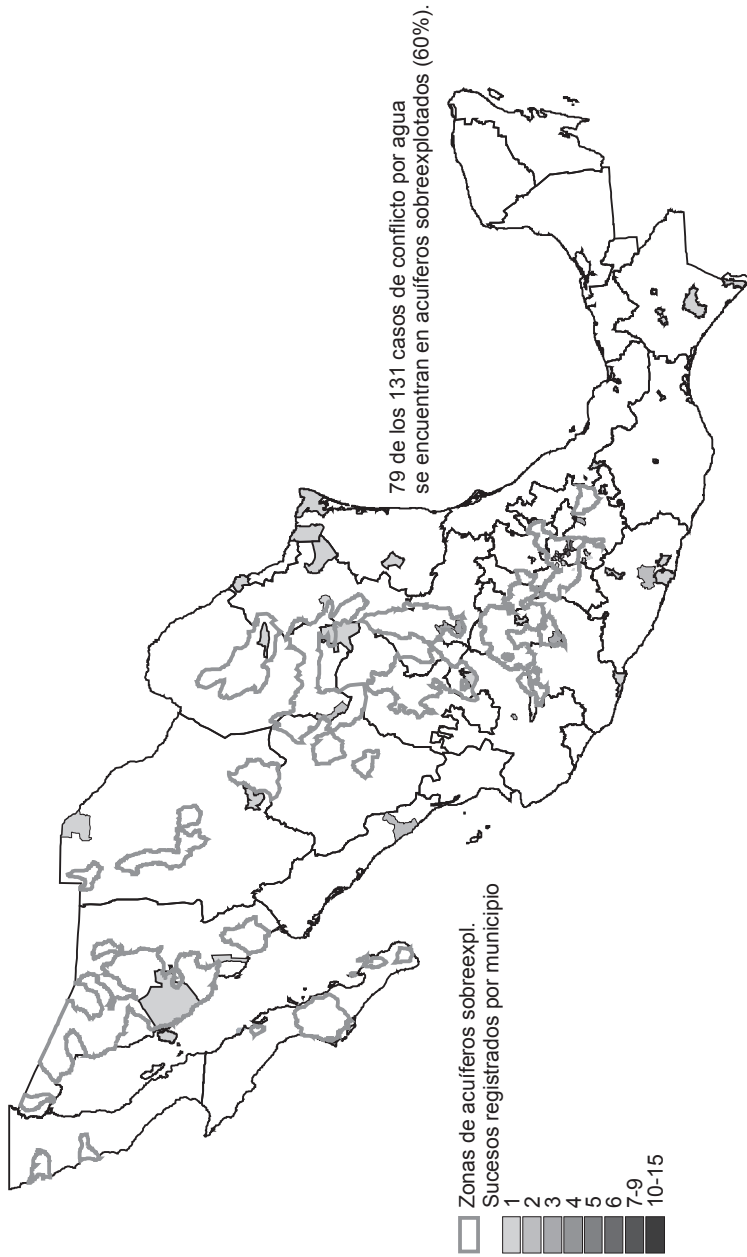 79 de los 131 casos de conflicto por agua
se encuentran en acuíferos sobreexplotados (60%).
Zonas de acuíferos sobreexpl.
Sucesos registrados por municipio
1
2
3
4
5
6
7-9
10-15